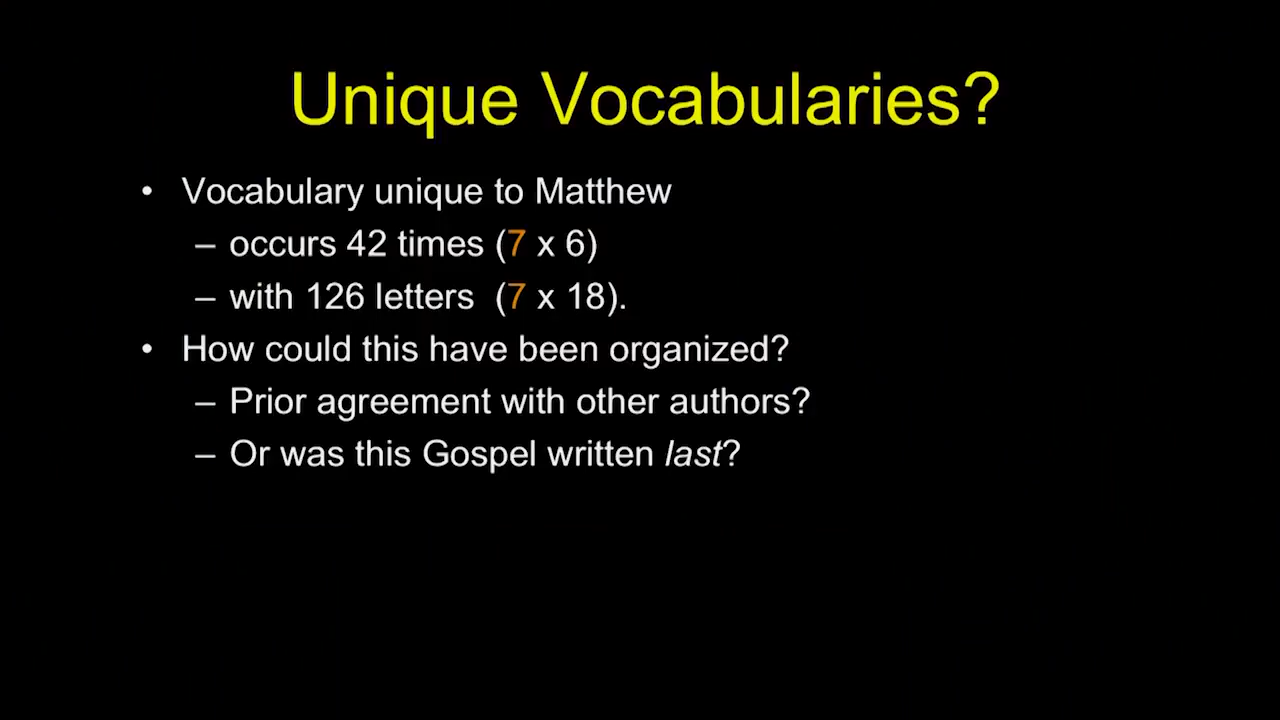 Unique Vocabularies?
• Vocabulary unique to Matthew
– occurs 42 times (7 x 6)
– with 126 letters (7 x 18).
• How could this have been organized?
– Prior agreement with other authors?
– Or was this Gospel written last?